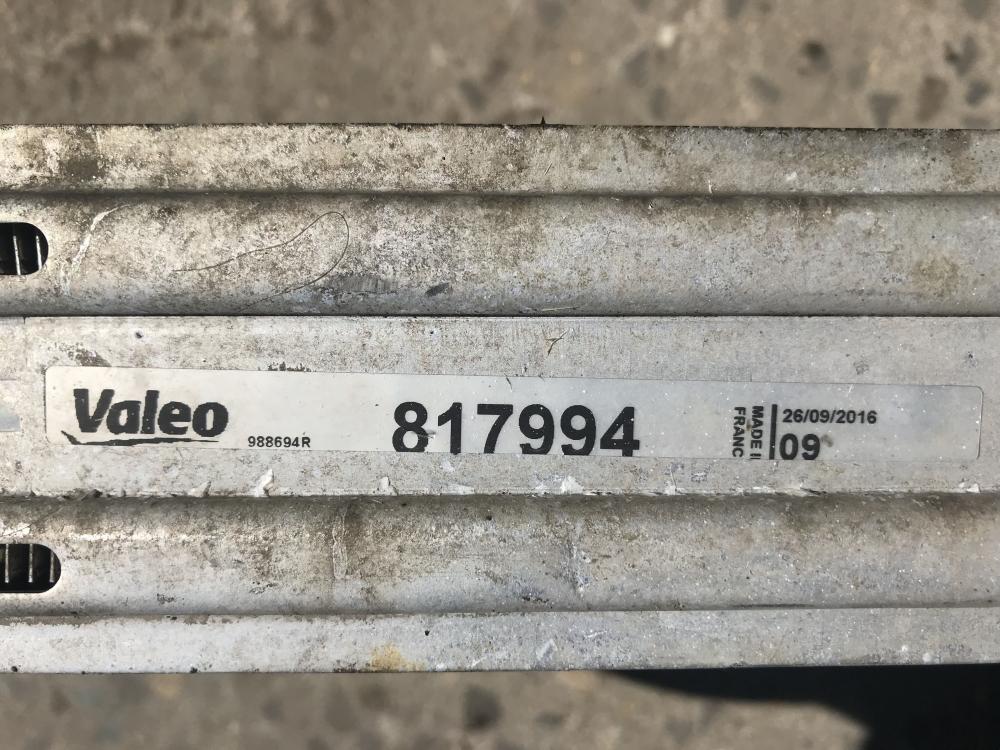 Valeo
988694R
817994
MADE I
FRANC
26/09/2016
09